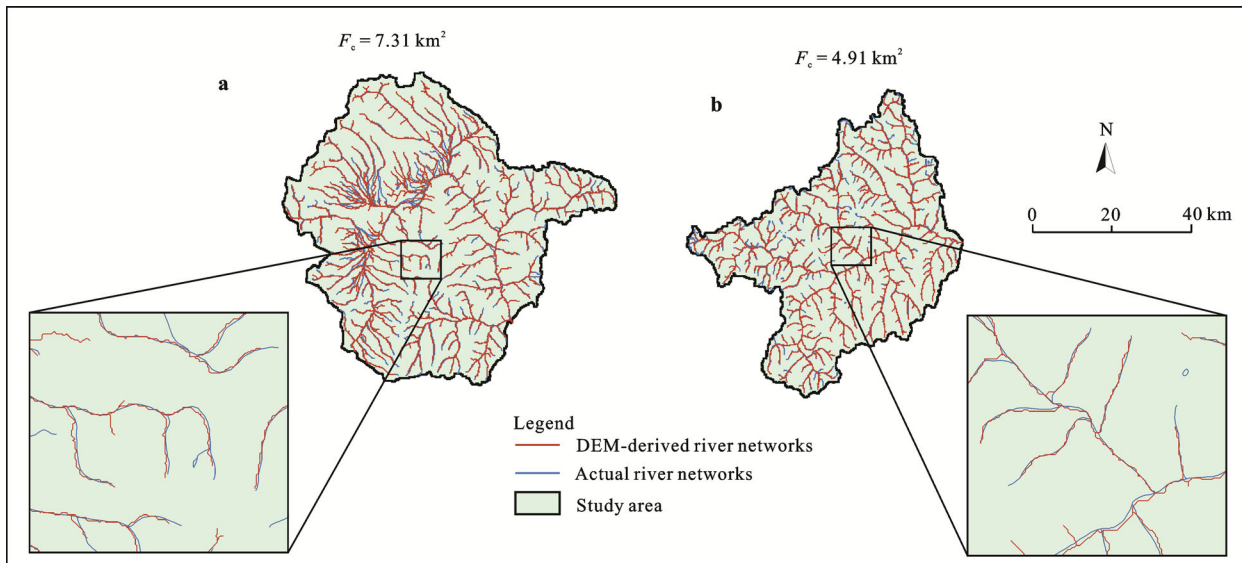 F_c = 7.31 km²
F_c = 4.91 km²
a
b
N
0 20 40 km
Legend
DEM-derived river networks
Actual river networks
Study area